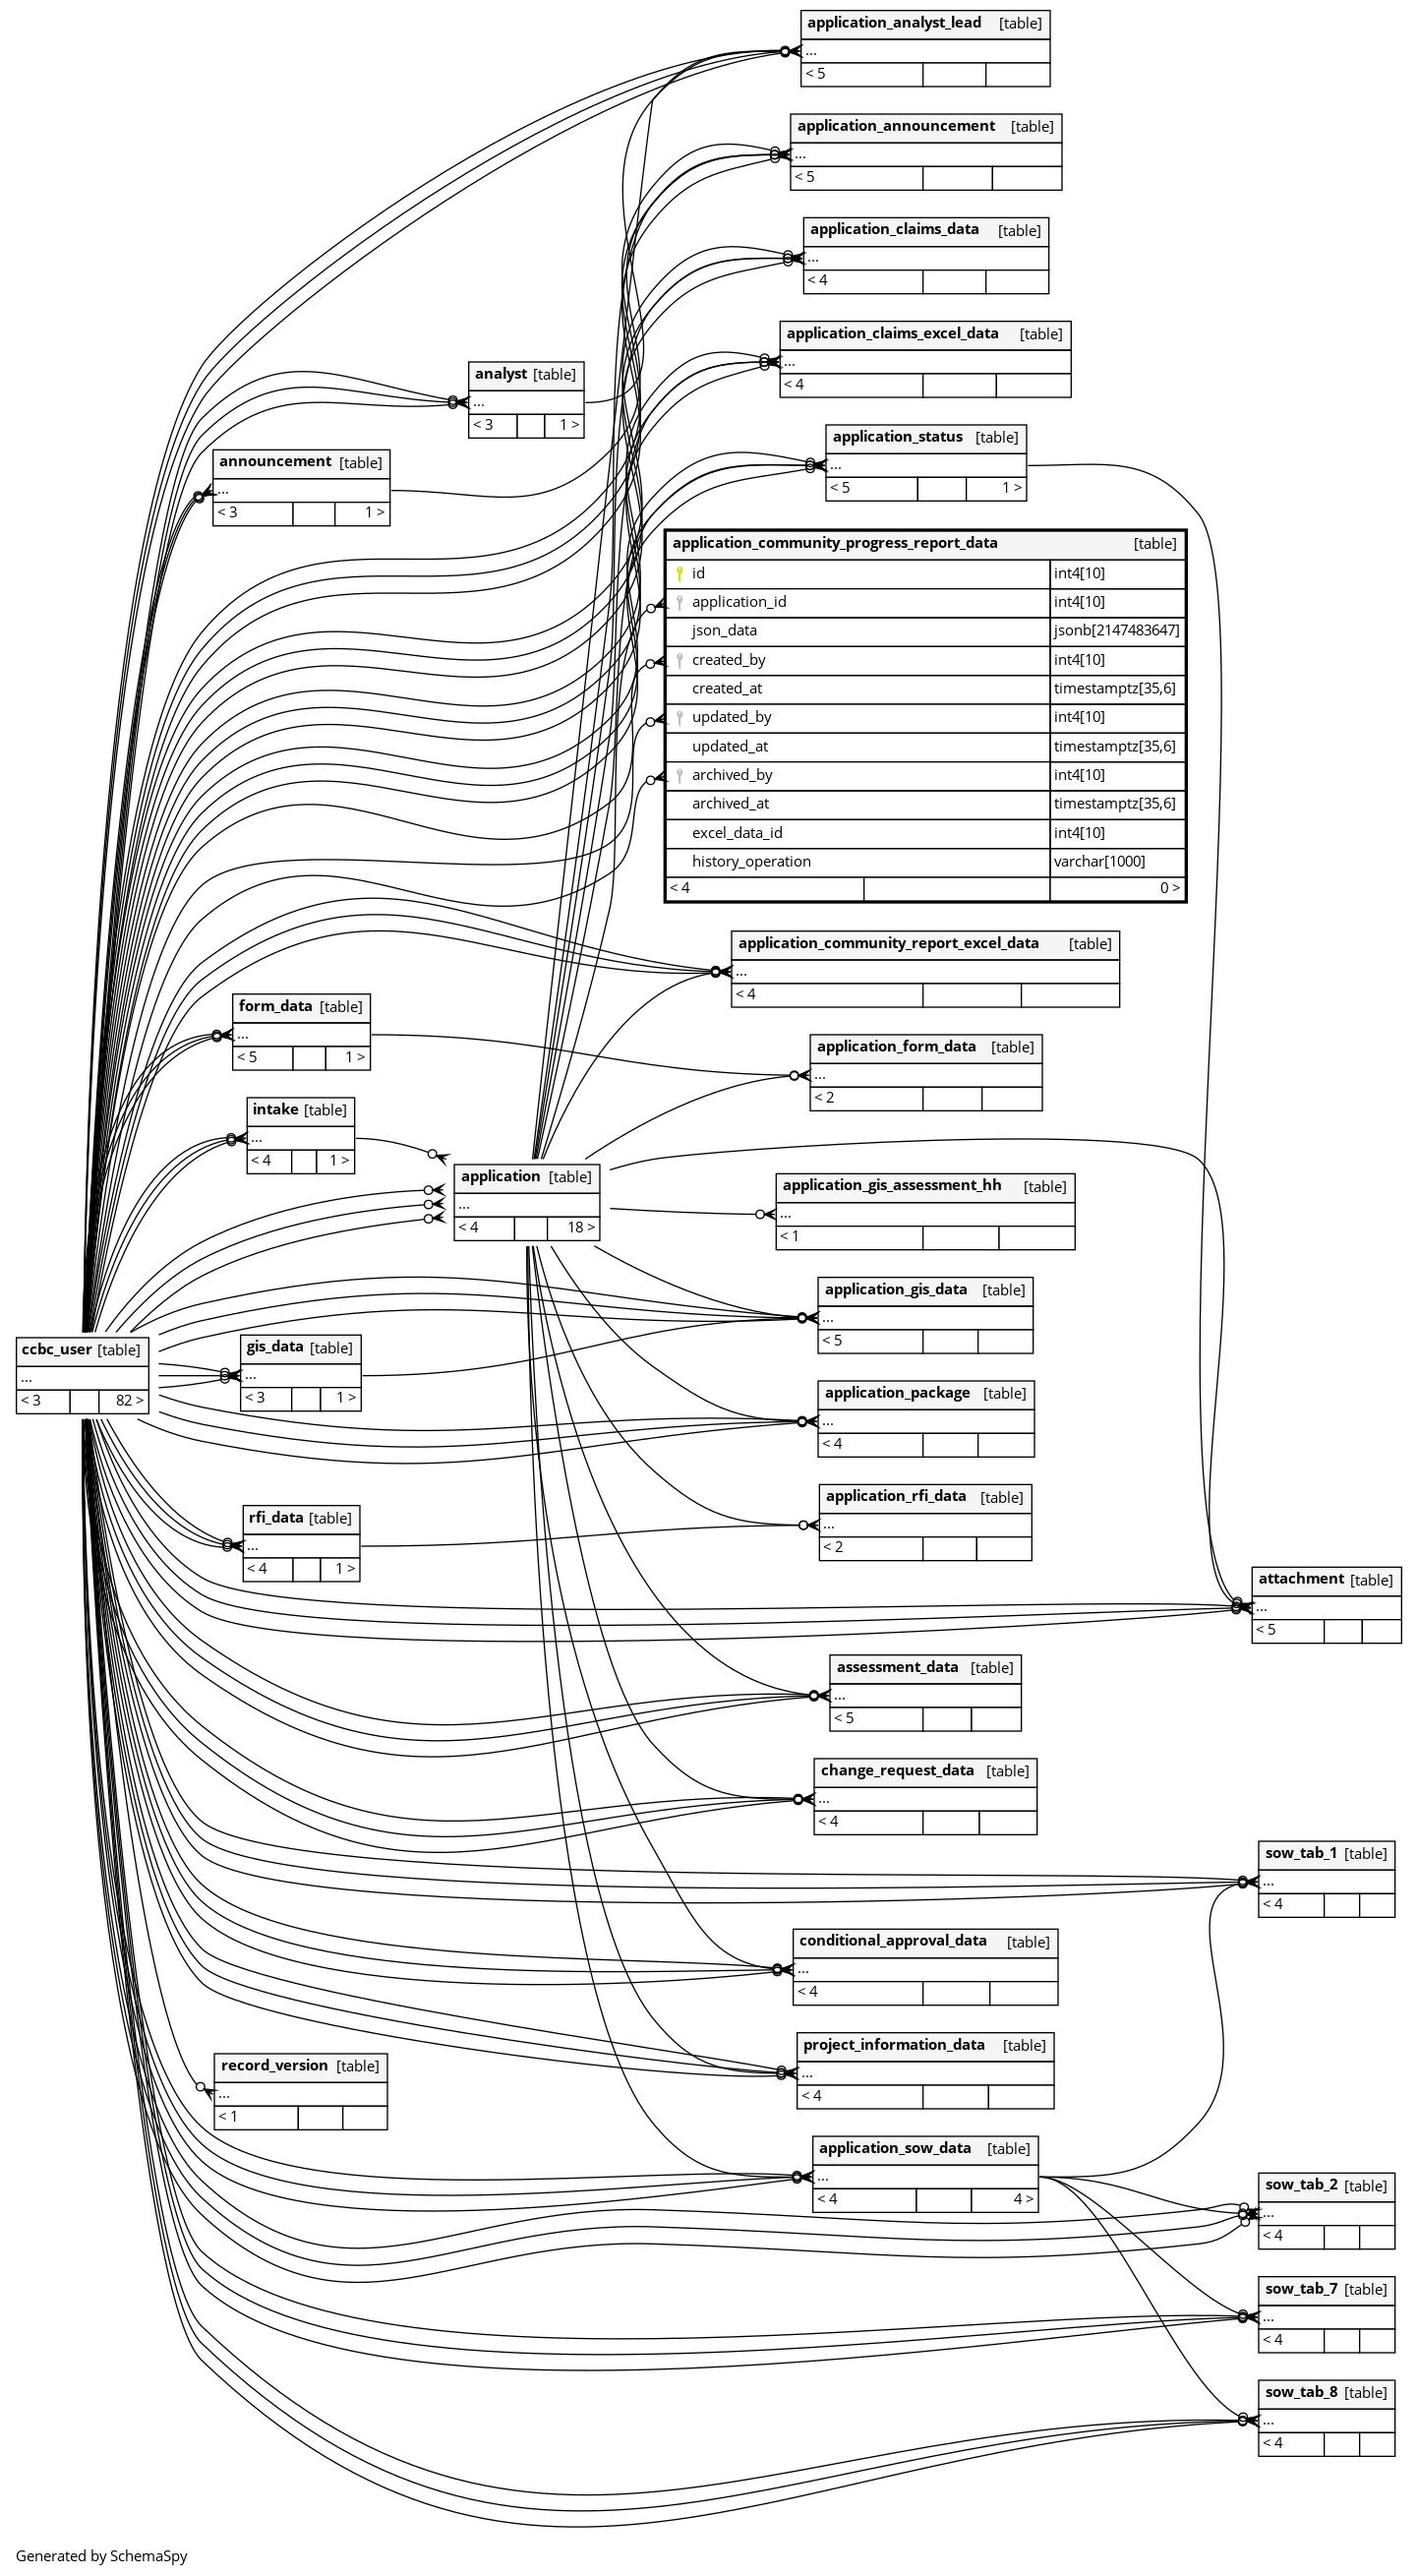 application_analyst_lead [table]
...
< 5
application_announcement [table]
...
< 5
application_claims_data [table]
...
< 4
application_claims_excel_data [table]
...
< 4
analyst [table]
...
< 3 1 >
application_status [table]
...
< 5 1 >
announcement [table]
...
< 3 1 >
application_community_progress_report_data [table]
id int4[10]
application_id int4[10]
json_data jsonb[2147483647]
created_by int4[10]
created_at timestamptz[35,6]
updated_by int4[10]
updated_at timestamptz[35,6]
archived_by int4[10]
archived_at timestamptz[35,6]
excel_data_id int4[10]
history_operation varchar[1000]
< 4 0 >
application_community_report_excel_data [table]
...
< 4
form_data [table]
...
< 5 1 >
application_form_data [table]
...
< 2
intake [table]
...
< 4 1 >
application [table]
...
< 4 18 >
application_gis_assessment_hh [table]
...
< 1
application_gis_data [table]
...
< 5
ccbc_user [table]
...
< 3 82 >
gis_data [table]
...
< 3 1 >
application_package [table]
...
< 4
application_rfi_data [table]
...
< 2
rfi_data [table]
...
< 4 1 >
attachment [table]
...
< 5
assessment_data [table]
...
< 5
change_request_data [table]
...
< 4
sow_tab_1 [table]
...
< 4
conditional_approval_data [table]
...
< 4
project_information_data [table]
...
< 4
record_version [table]
...
< 1
application_sow_data [table]
...
< 4 4 >
sow_tab_2 [table]
...
< 4
sow_tab_7 [table]
...
< 4
sow_tab_8 [table]
...
< 4
Generated by SchemaSpy